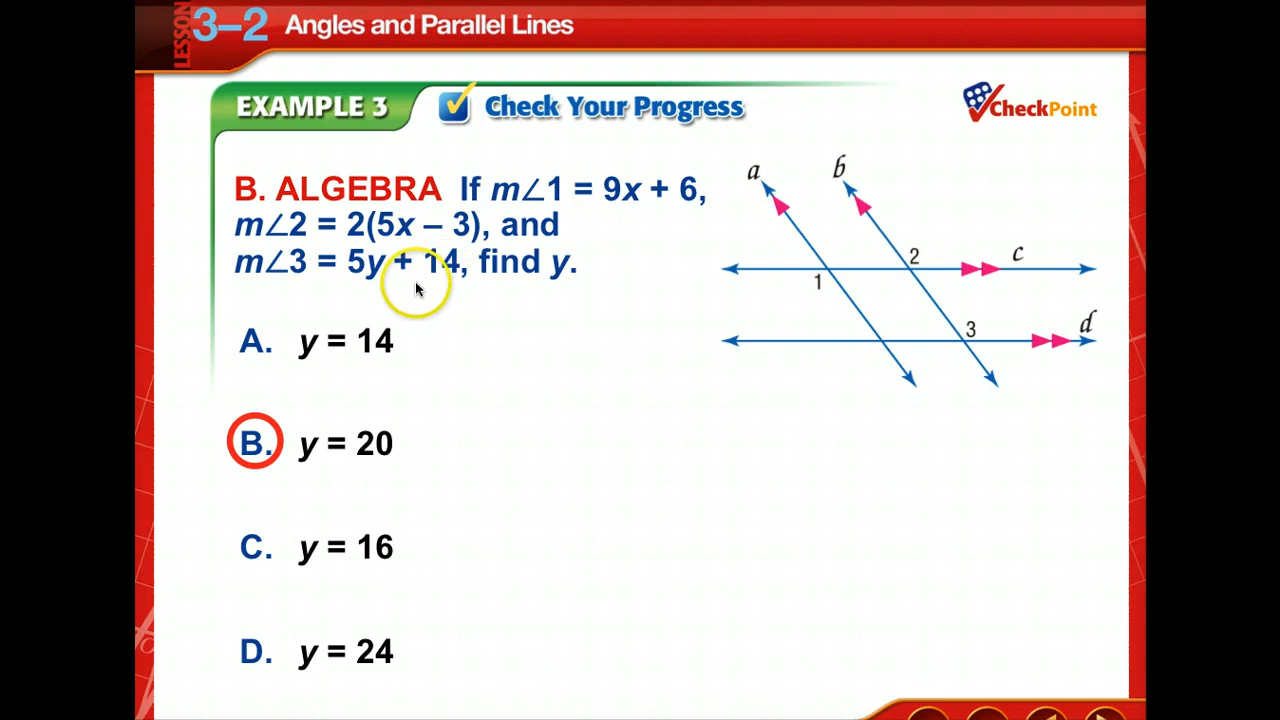 LESSON 3–2 Angles and Parallel Lines
EXAMPLE 3 Check Your Progress CheckPoint
B. ALGEBRA If m∠1 = 9x + 6,
m∠2 = 2(5x – 3), and
m∠3 = 5y + 14, find y.
a b
2 c
1
3 d
A. y = 14
B. y = 20
C. y = 16
D. y = 24